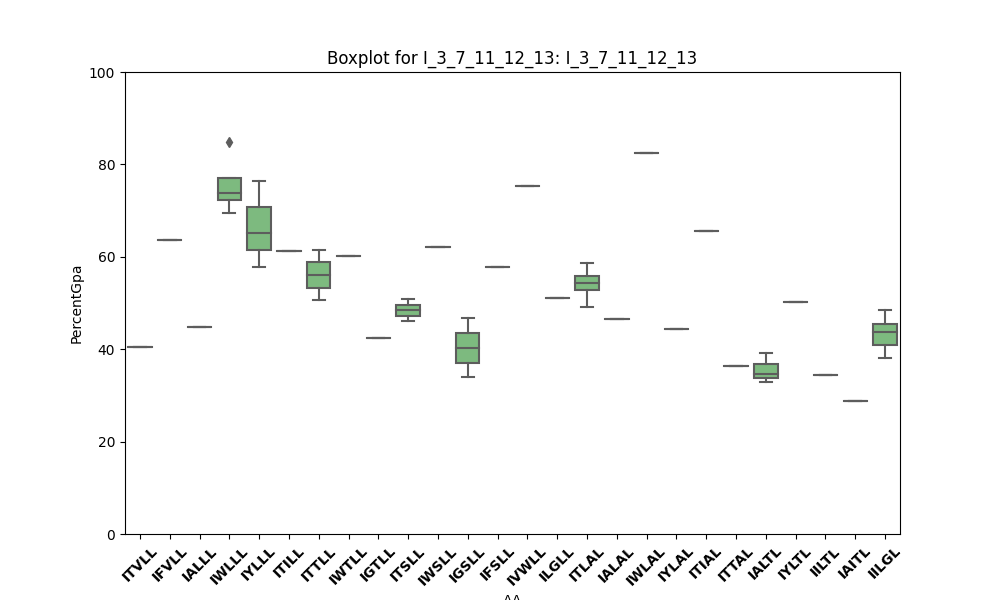 Boxplot for I_3_7_11_12_13: I_3_7_11_12_13
100
80
60
40
20
0
PercentGpa
ITVLL
IFVLL
IALLL
IWLLL
IYLLL
ITILL
ITTLL
IWTLL
IGTLL
ITSLL
IWSLL
IGSLL
IFSLL
IVWLL
ILGLL
ITLAL
IALAL
IWLAL
IYLAL
ITIAL
ITTAL
IALTL
IYLTL
IILTL
IAITL
IILGL
AA